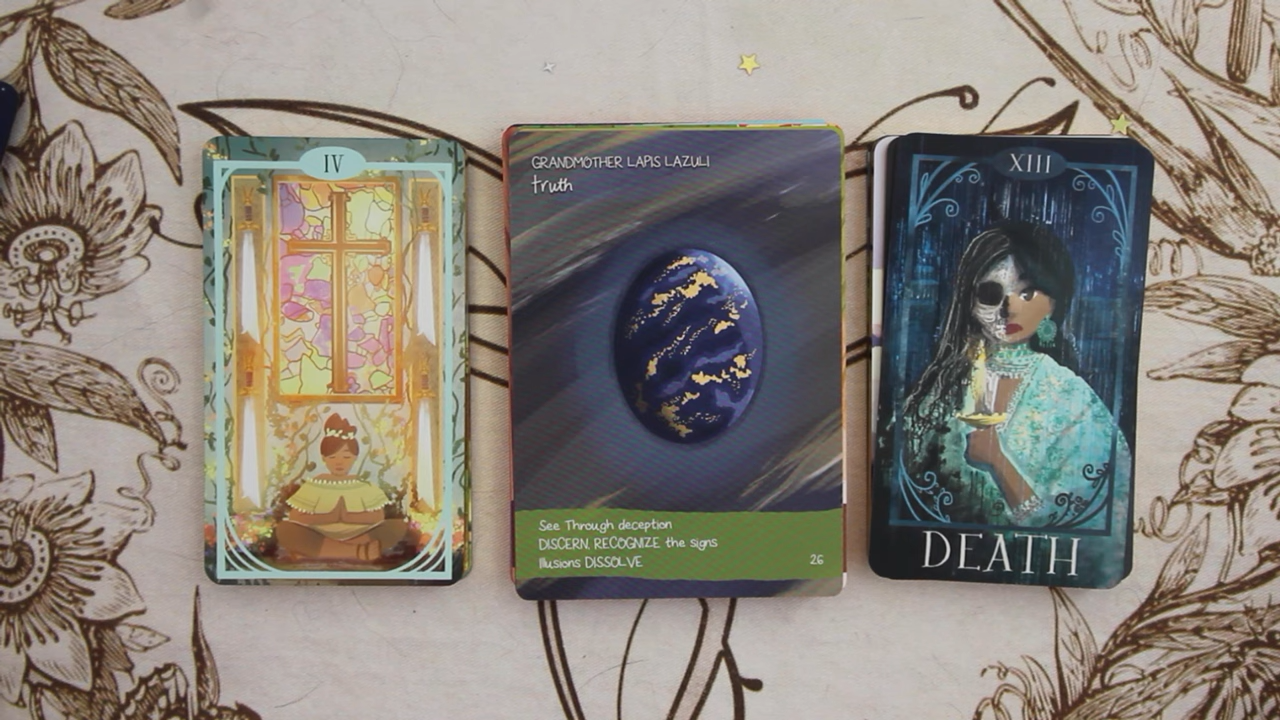 IV
GRANDMOTHER LAPIS LAZULI
truth
See Through deception
DISCERN, RECOGNIZE the signs
Illusions DISSOLVE
26
XIII
DEATH